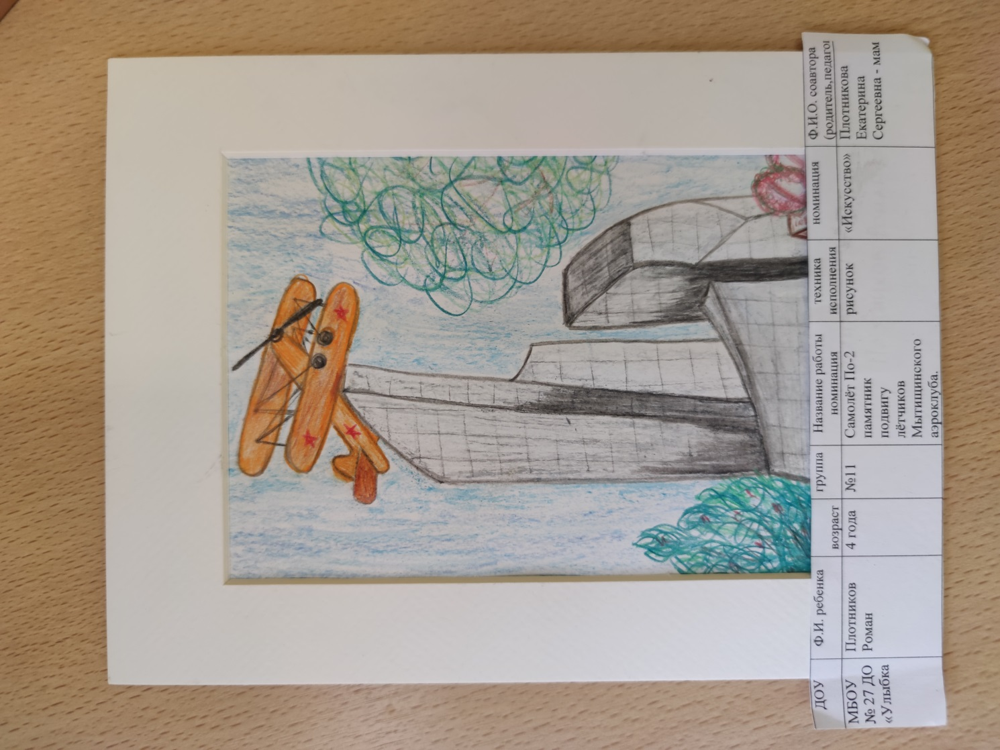 ДОУ
Ф.И. ребенка
возраст
группа
Название работы
номинация
техника
исполнения
номинация
Ф.И.О. соавтора
МБОУ
№ 27 ДО
«Улыбка
Плотников
Роман
4 года
№11
Самолёт По-2
памятник
подвигу
лётчиков
Мытищинского
аэроклуба.
рисунок
«Искусство»
(родитель,педагог
Плотникова
Екатерина
Сергеевна - мам